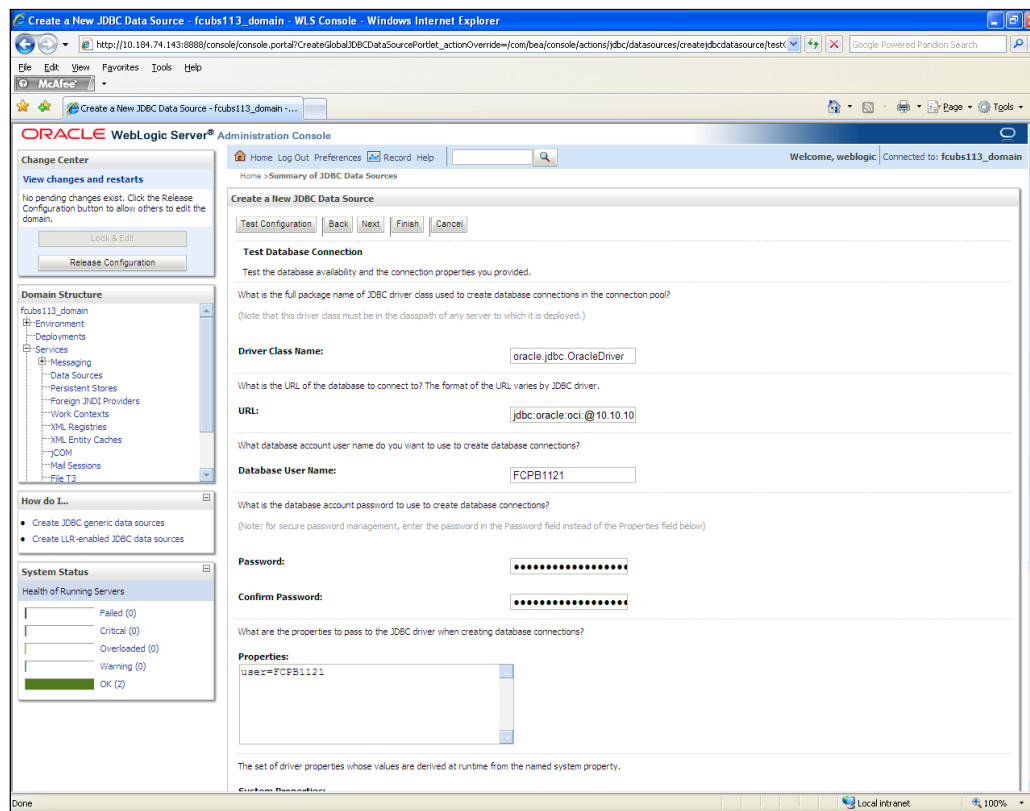 Create a New JDBC Data Source - fcubs113_domain - WLS Console - Windows Internet Explorer
http://10.184.74.143:8888/console/console.portal?CreateGlobalJDBCDataSourcePortlet_actionOverride=/com/bea/console/actions/jdbc/datasources/createjdbcdatasource/test
Google Powered Pandion Search
File Edit View Favorites Tools Help
McAfee
Create a New JDBC Data Source - fcubs113_domain -...
Page Tools
ORACLE WebLogic Server® Administration Console
Change Center
View changes and restarts
No pending changes exist. Click the Release
Configuration button to allow others to edit the
domain.
Lock & Edit
Release Configuration
Domain Structure
fcubs113_domain
Environment
Deployments
Services
Messaging
Data Sources
Persistent Stores
Foreign JNDI Providers
Work Contexts
XML Registries
XML Entity Caches
jCOM
Mail Sessions
File T3
How do I...
Create JDBC generic data sources
Create LLR-enabled JDBC data sources
System Status
Health of Running Servers
Failed (0)
Critical (0)
Overloaded (0)
Warning (0)
OK (2)
Home Log Out Preferences Record Help
Welcome, weblogic Connected to: fcubs113_domain
Home >Summary of JDBC Data Sources
Create a New JDBC Data Source
Test Configuration Back Next Finish Cancel
Test Database Connection
Test the database availability and the connection properties you provided.
What is the full package name of JDBC driver class used to create database connections in the connection pool?
(Note that this driver class must be in the classpath of any server to which it is deployed.)
Driver Class Name: oracle.jdbc.OracleDriver
What is the URL of the database to connect to? The format of the URL varies by JDBC driver.
URL: jdbc:oracle:oci:@10.10.10
What database account user name do you want to use to create database connections?
Database User Name: FCPB1121
What is the database account password to use to create database connections?
(Note: for secure password management, enter the password in the Password field instead of the Properties field below)
Password:
Confirm Password:
What are the properties to pass to the JDBC driver when creating database connections?
Properties:
user=FCPB1121
The set of driver properties whose values are derived at runtime from the named system property.
System Properties:
Done
Local intranet
100%